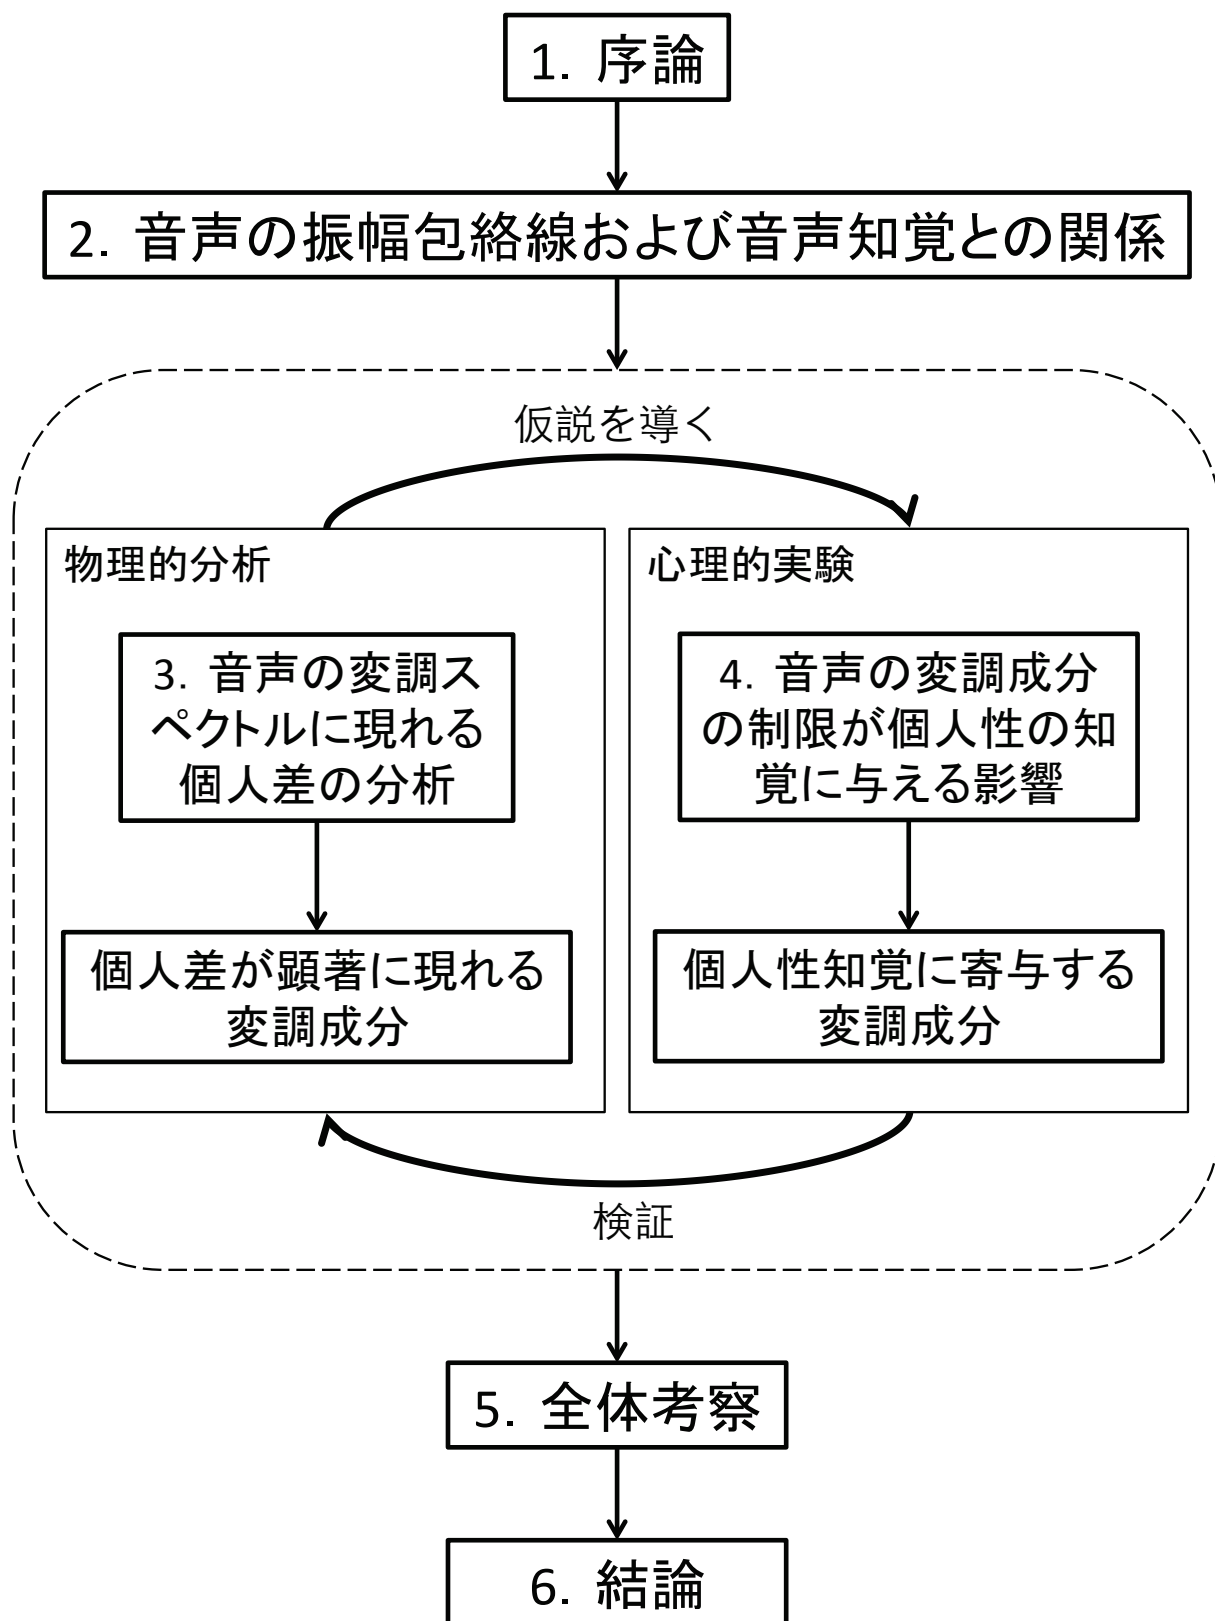 1. 序論
2. 音声の振幅包絡線および音声知覚との関係
仮説を導く
物理的分析
3. 音声の変調ス
ペクトルに現れる
個人差の分析
個人差が顕著に現れる
変調成分
心理的実験
4. 音声の変調成分
の制限が個人性の知
覚に与える影響
個人性知覚に寄与する
変調成分
検証
5. 全体考察
6. 結論